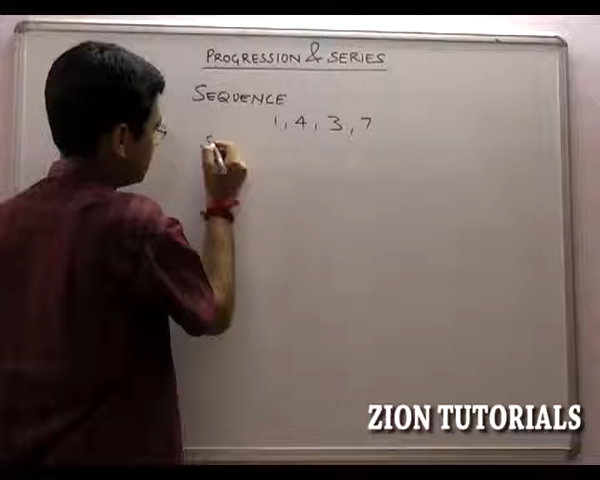 PROGRESSION & SERIES
SEQUENCE
1, 4, 3, 7
ZION TUTORIALS